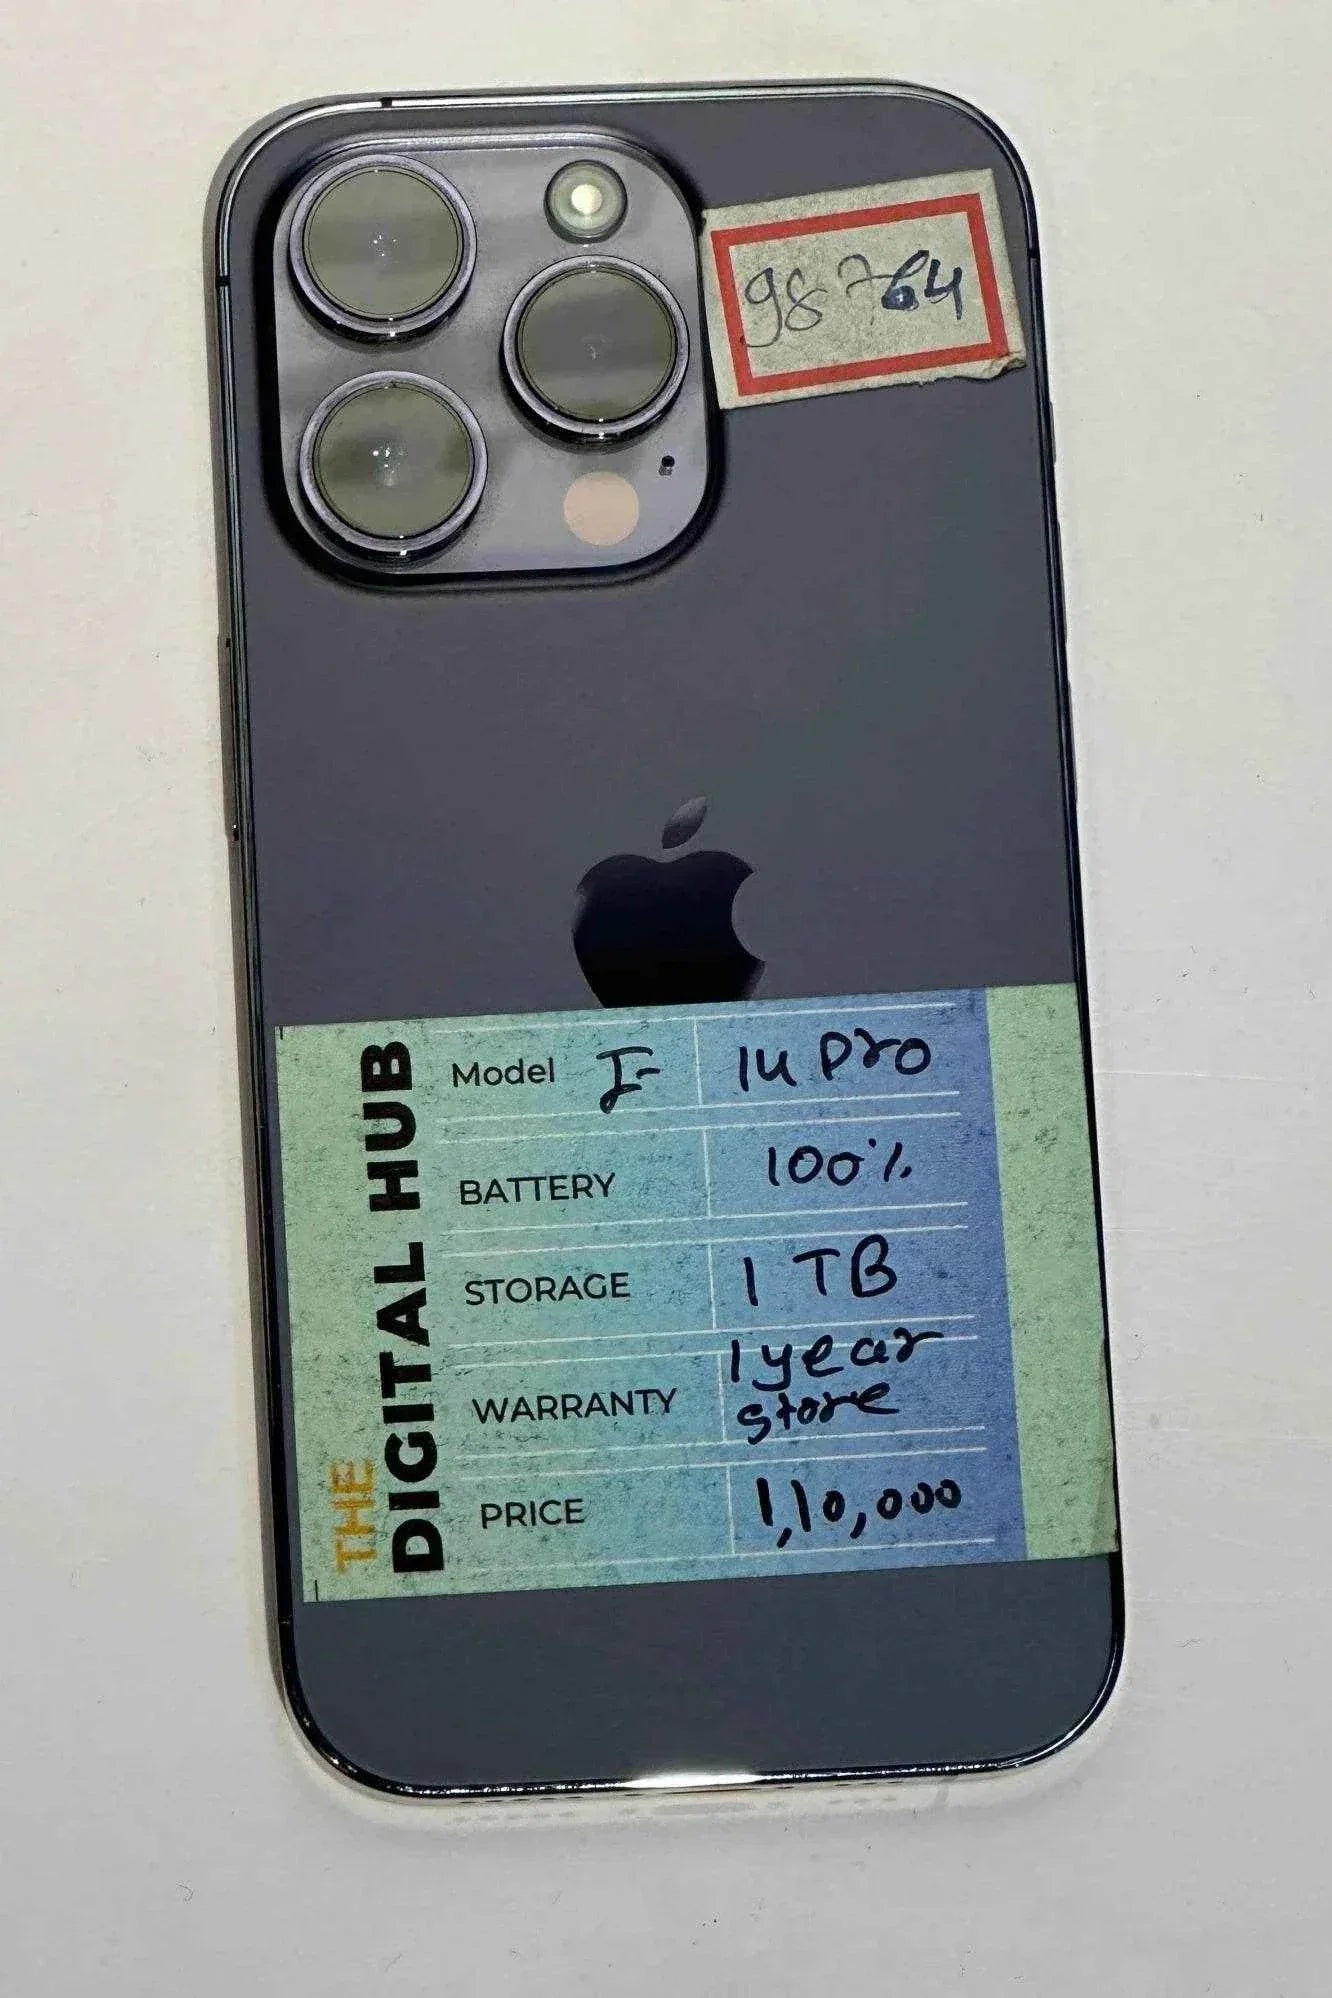 98764
THE
DIGITAL HUB
Model I- 14 Pro
BATTERY 100%
STORAGE 1 TB
WARRANTY 1 year
store
PRICE 1,10,000